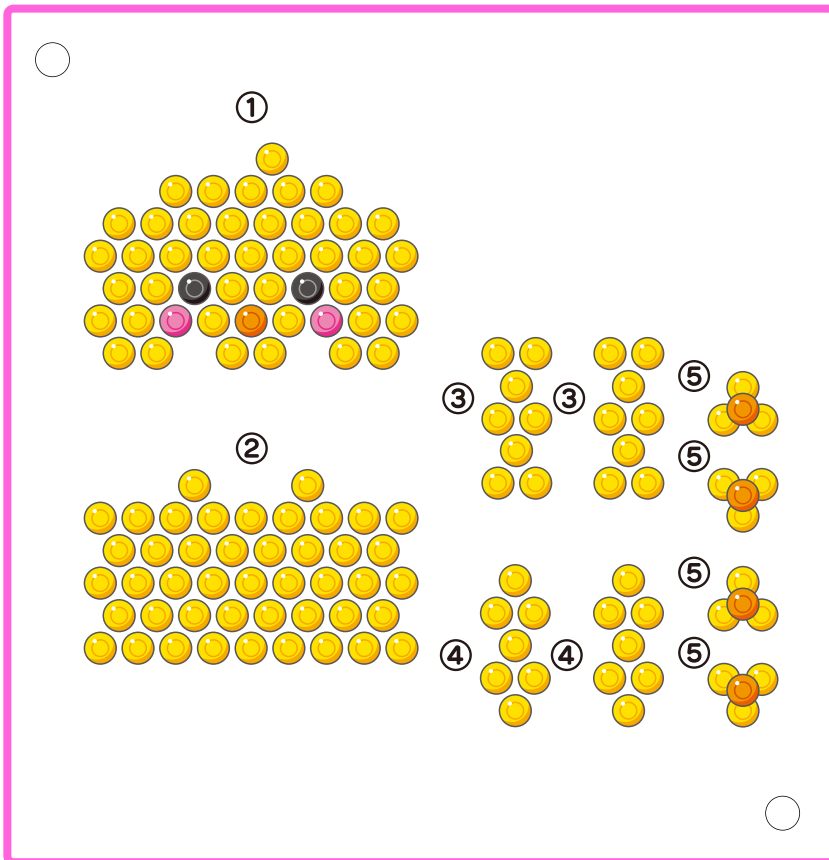 ①
②
③ ③ ⑤
⑤
④ ④ ⑤
⑤